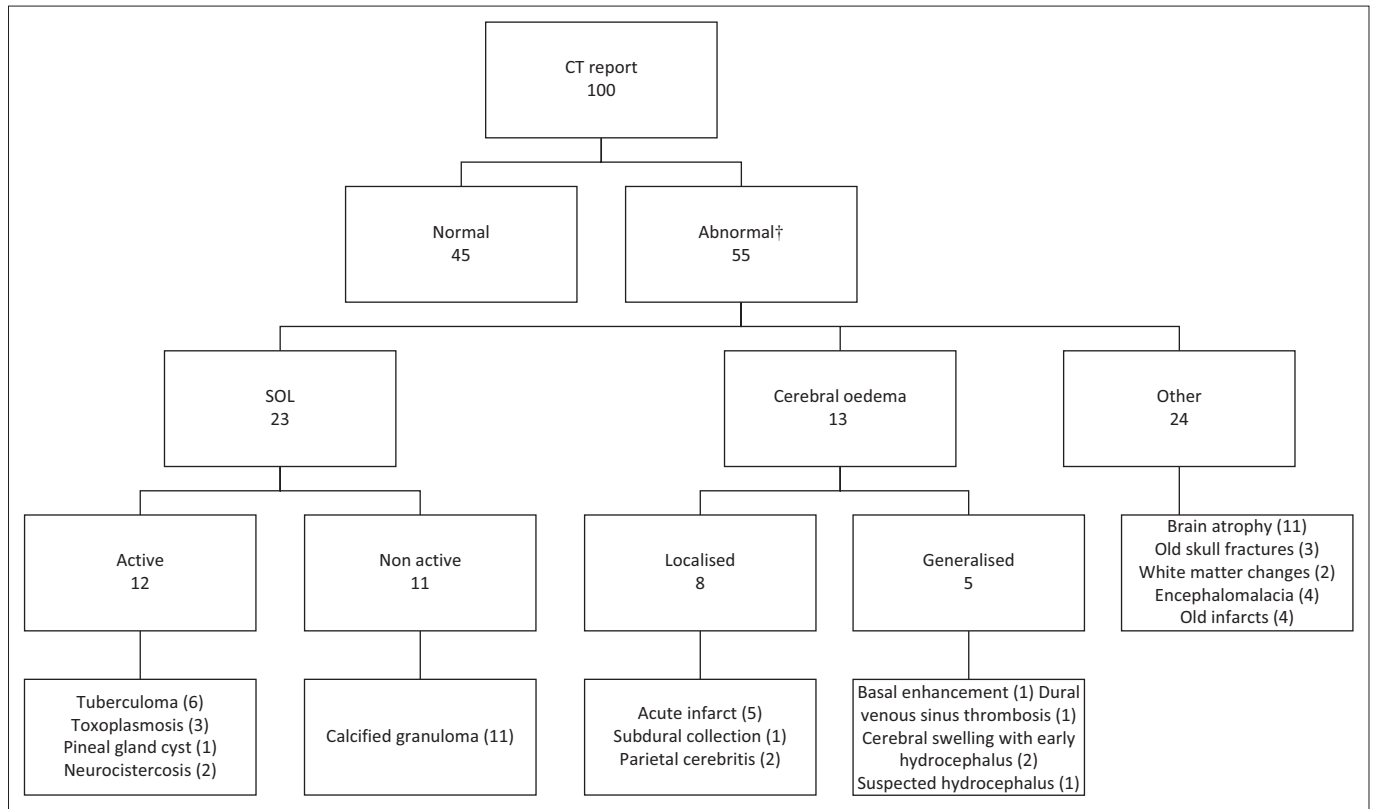 CT report
100
Normal
45
Abnormal†
55
SOL
23
Cerebral oedema
13
Other
24
Active
12
Non active
11
Localised
8
Generalised
5
Brain atrophy (11)
Old skull fractures (3)
White matter changes (2)
Encephalomalacia (4)
Old infarcts (4)
Tuberculoma (6)
Toxoplasmosis (3)
Pineal gland cyst (1)
Neurocistercosis (2)
Calcified granuloma (11)
Acute infarct (5)
Subdural collection (1)
Parietal cerebritis (2)
Basal enhancement (1) Dural
venous sinus thrombosis (1)
Cerebral swelling with early
hydrocephalus (2)
Suspected hydrocephalus (1)